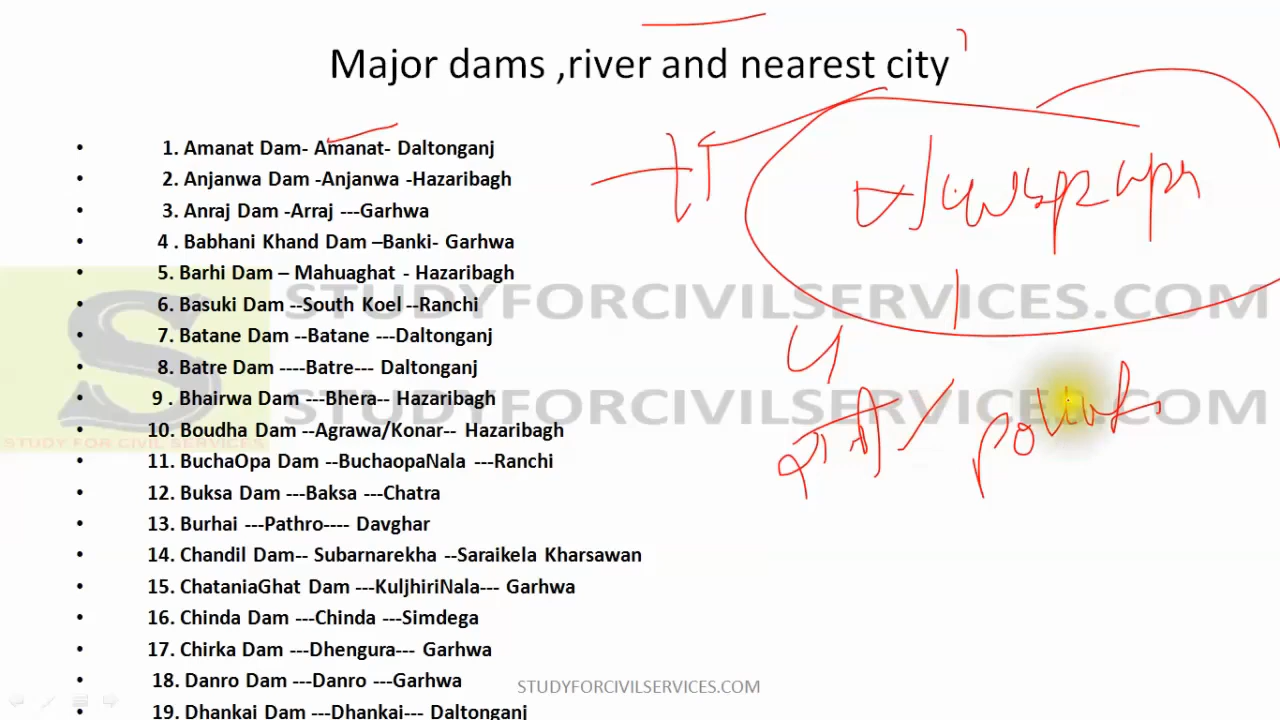 Major dams ,river and nearest city
• 1. Amanat Dam- Amanat- Daltonganj
• 2. Anjanwa Dam -Anjanwa -Hazaribagh
• 3. Anraj Dam -Arraj ---Garhwa
• 4 . Babhani Khand Dam –Banki- Garhwa
• 5. Barhi Dam – Mahuaghat - Hazaribagh
• 6. Basuki Dam --South Koel --Ranchi
• 7. Batane Dam --Batane ---Daltonganj
• 8. Batre Dam ----Batre--- Daltonganj
• 9 . Bhairwa Dam ---Bhera-- Hazaribagh
• 10. Boudha Dam --Agrawa/Konar-- Hazaribagh
• 11. BuchaOpa Dam --BuchaopaNala ---Ranchi
• 12. Buksa Dam ---Baksa ---Chatra
• 13. Burhai ---Pathro---- Davghar
• 14. Chandil Dam-- Subarnarekha --Saraikela Kharsawan
• 15. ChataniaGhat Dam ---KuljhiriNala--- Garhwa
• 16. Chinda Dam ---Chinda ---Simdega
• 17. Chirka Dam ---Dhengura--- Garhwa
• 18. Danro Dam ---Danro ---Garhwa
• 19. Dhankai Dam ---Dhankai--- Daltonganj
STUDYFORCIVILSERVICES.COM
STUDYFORCIVILSERVICES.COM
STUDY FOR CIVIL SERVICES
STUDYFORCIVILSERVICES.COM